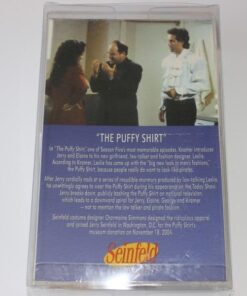 "THE PUFFY SHIRT"
In "The Puffy Shirt," one of Season Five's most memorable episodes, Kramer introduces
Jerry and Elaine to his new girlfriend, low-talker and fashion designer, Leslie.
According to Kramer, Leslie has come up with the "big new look in men's fashion,"
the Puffy Shirt, because people really do want to look like pirates.
After Jerry cordially nods at a series of inaudible murmurs produced by low-talking Leslie,
he unwittingly agrees to wear the Puffy Shirt during his appearance on the Today Show.
Jerry breaks down, publicly bashing the Puffy Shirt on national television,
which leads to a downward spiral for Jerry, Elaine, George and Kramer
– not to mention the low talker and pirate fashion.
Seinfeld costume designer Charmaine Simmons designed the ridiculous apparel
and joined Jerry Seinfeld in Washington, D.C. for the Puffy Shirt's
museum donation on November 18, 2004.
Seinfeld